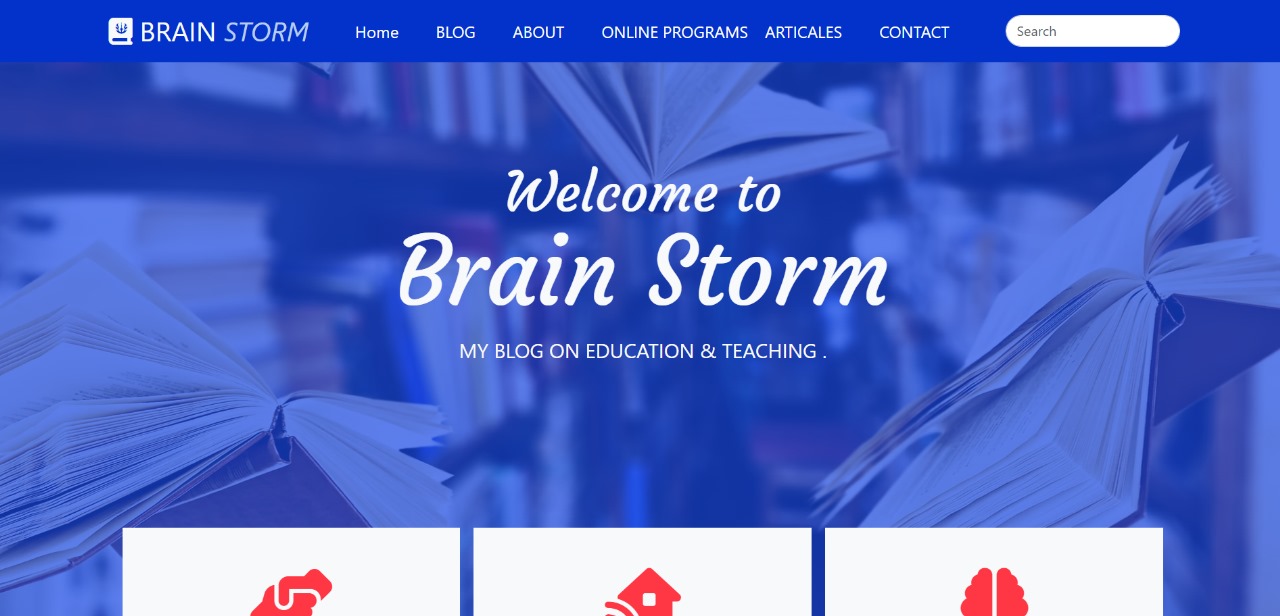 BRAIN STORM
Home BLOG ABOUT ONLINE PROGRAMS ARTICALES CONTACT
Search
Welcome to
Brain Storm
MY BLOG ON EDUCATION & TEACHING .